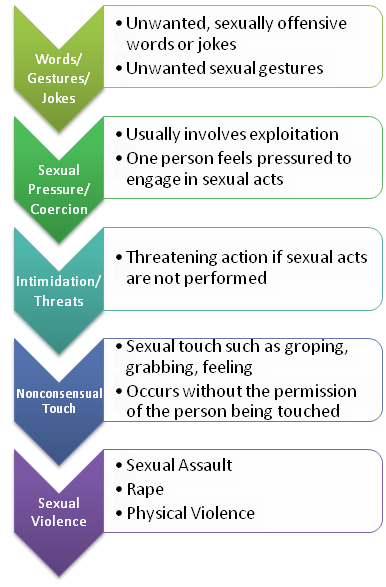 Words/
Gestures/
Jokes
• Unwanted, sexually offensive
words or jokes
• Unwanted sexual gestures
Sexual
Pressure/
Coercion
• Usually involves exploitation
• One person feels pressured to
engage in sexual acts
Intimidation/
Threats
• Threatening action if sexual acts
are not performed
Nonconsensual
Touch
• Sexual touch such as groping,
grabbing, feeling
• Occurs without the permission
of the person being touched
Sexual
Violence
• Sexual Assault
• Rape
• Physical Violence